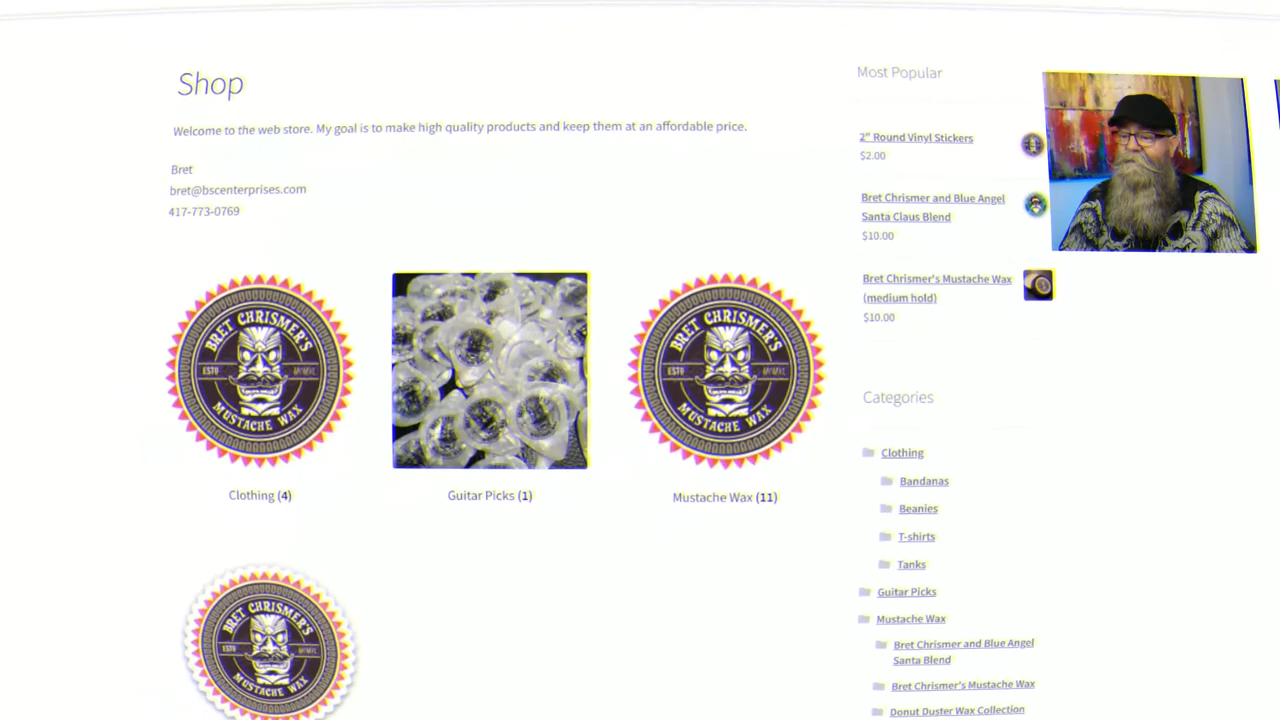 Shop
Welcome to the web store. My goal is to make high quality products and keep them at an affordable price.
Bret
bret@bscenterprises.com
417-773-0769
BRET CHRISMER'S
ESTD MCMXL
MUSTACHE WAX
Clothing (4)
Guitar Picks (1)
BRET CHRISMER'S
ESTD MCMXL
MUSTACHE WAX
Mustache Wax (11)
BRET CHRISMER'S
ESTD
MUSTACHE WAX
Most Popular
2" Round Vinyl Stickers
$2.00
Bret Chrismer and Blue Angel
Santa Claus Blend
$10.00
Bret Chrismer's Mustache Wax
(medium hold)
$10.00
Categories
Clothing
Bandanas
Beanies
T-shirts
Tanks
Guitar Picks
Mustache Wax
Bret Chrismer and Blue Angel
Santa Blend
Bret Chrismer's Mustache Wax
Donut Duster Wax Collection